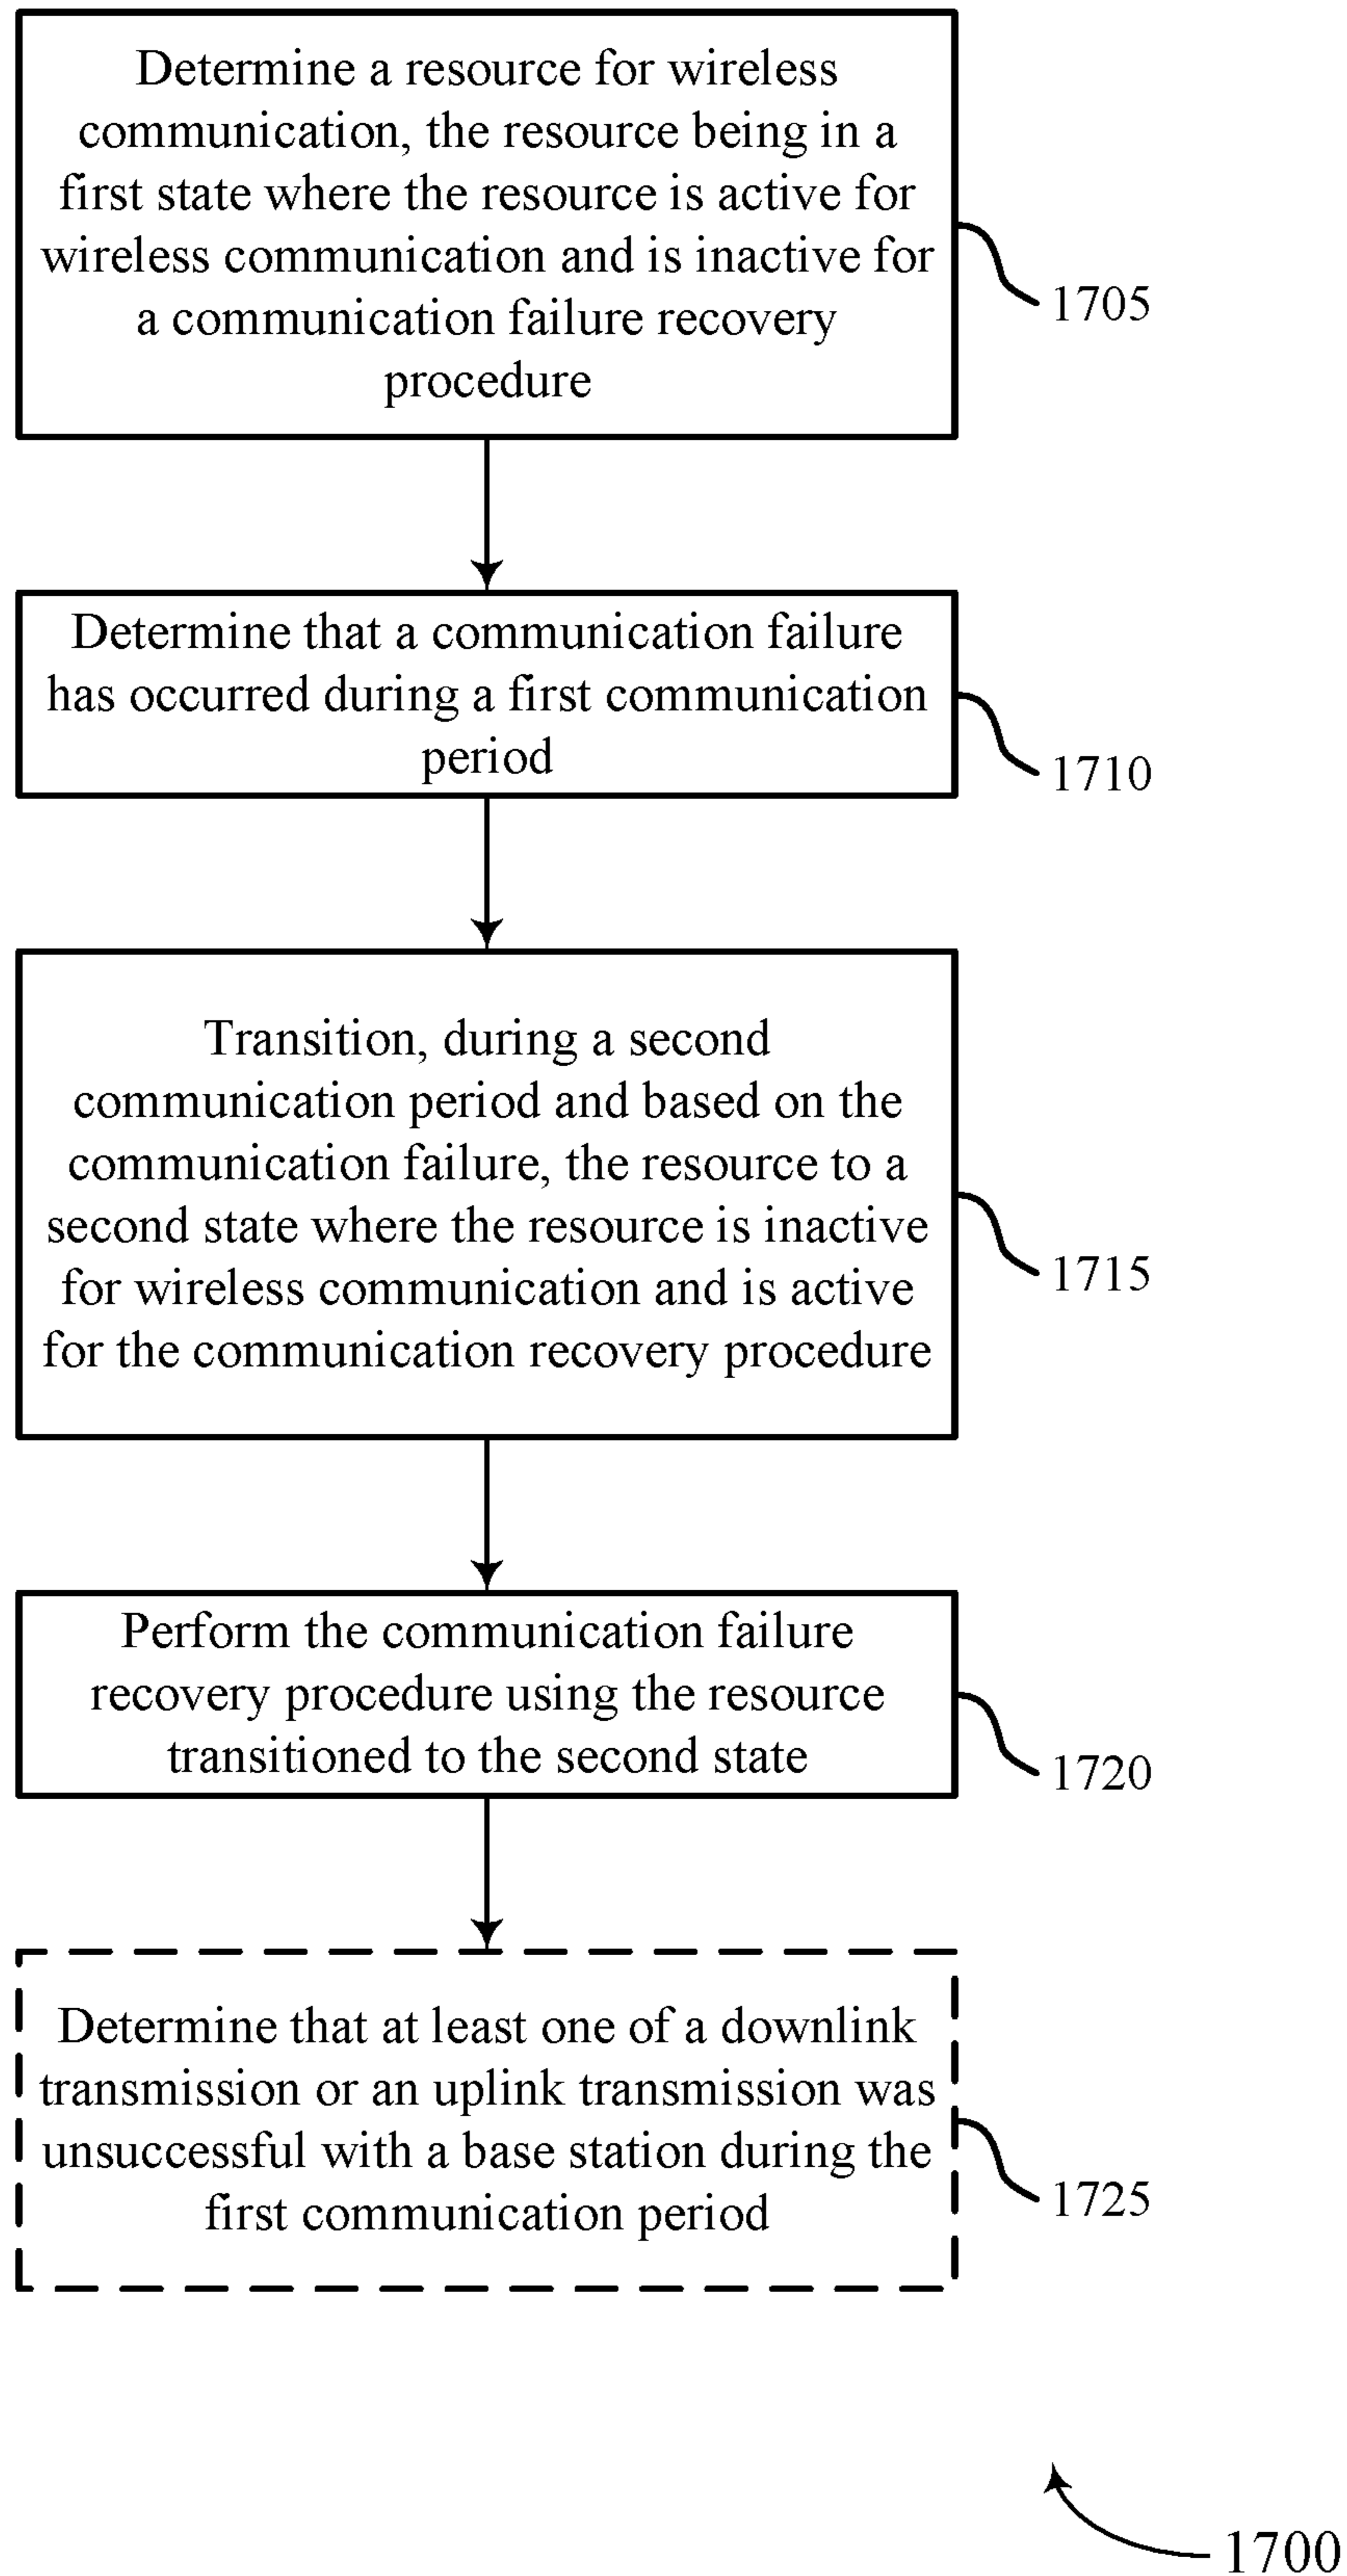 Determine a resource for wireless
communication, the resource being in a
first state where the resource is active for
wireless communication and is inactive for
a communication failure recovery
procedure
1705
Determine that a communication failure
has occurred during a first communication
period
1710
Transition, during a second
communication period and based on the
communication failure, the resource to a
second state where the resource is inactive
for wireless communication and is active
for the communication recovery procedure
1715
Perform the communication failure
recovery procedure using the resource
transitioned to the second state
1720
Determine that at least one of a downlink
transmission or an uplink transmission was
unsuccessful with a base station during the
first communication period
1725
1700